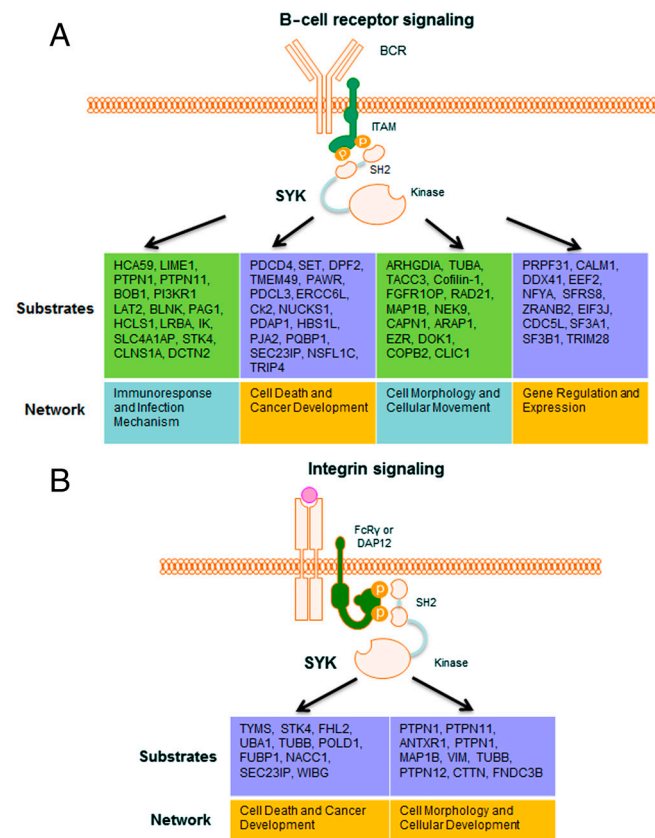 A
B-cell receptor signaling
BCR
ITAM
P
P
SH2
SYK
Kinase
Substrates
HCA59, LIME1,
PTPN1, PTPN11,
BOB1, PI3KR1
LAT2, BLNK, PAG1,
HCLS1, LRBA, IK,
SLC4A1AP, STK4,
CLNS1A, DCTN2
PDCD4, SET, DPF2,
TMEM49, PAWR,
PDCL3, ERCC6L,
Ck2, NUCKS1,
PDAP1, HBS1L,
PJA2, PQBP1,
SEC23IP, NSFL1C,
TRIP4
ARHGDIA, TUBA,
TACC3, Cofilin-1,
FGFR1OP, RAD21,
MAP1B, NEK9,
CAPN1, ARAP1,
EZR, DOK1,
COPB2, CLIC1
PRPF31, CALM1,
DDX41, EEF2,
NFYA, SFRS8,
ZRANB2, EIF3J,
CDC5L, SF3A1,
SF3B1, TRIM28
Network
Immunoresponse
and Infection
Mechanism
Cell Death and
Cancer Development
Cell Morphology and
Cellular Movement
Gene Regulation and
Expression
B
Integrin signaling
FcRγ or
DAP12
P
P
SH2
SYK
Kinase
Substrates
TYMS, STK4, FHL2,
UBA1, TUBB, POLD1,
FUBP1, NACC1,
SEC23IP, WIBG
PTPN1, PTPN11,
ANTXR1, PTPN1,
MAP1B, VIM, TUBB,
PTPN12, CTTN, FNDC3B
Network
Cell Death and Cancer
Development
Cell Morphology and
Cellular Development